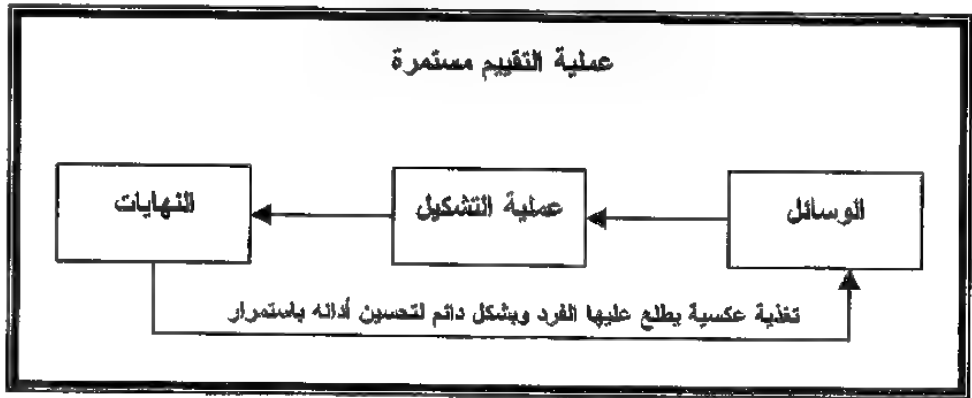 عملية التقييم مستمرة
الوسائل
عملية التشكيل
النهايات
تغذية عكسية يطلع عليها الفرد وبشكل دائم لتحسين أدائه باستمرار